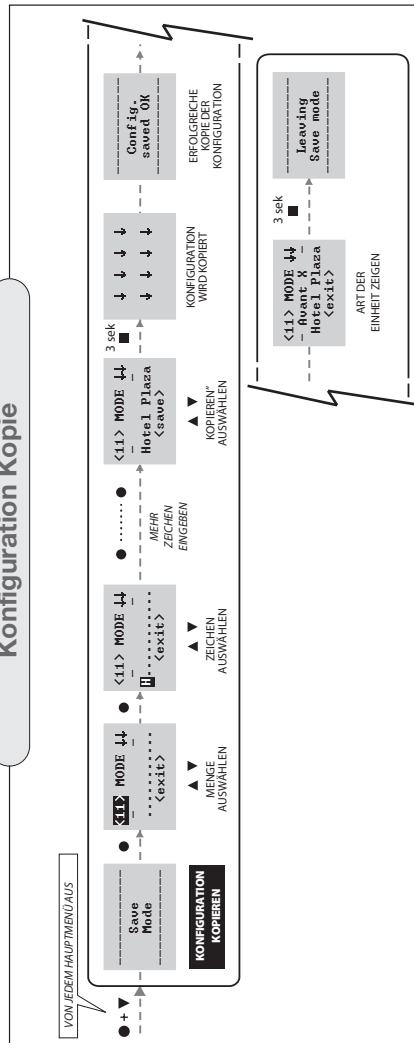 Konfiguration Kopie
VON JEDEM HAUPTMENÜ AUS
● + ▼
Save
Mode
KONFIGURATION
KOPIEREN
●
<11> MODE
............
<exit>
▲ ▼
MENGE
AUSWÄHLEN
●
<11> MODE
H...........
<exit>
▲ ▼
ZEICHEN
AUSWÄHLEN
● ........ ●
MEHR
ZEICHEN
EINGEBEN
<11> MODE
Hotel Plaza
<save>
▲ ▼
KOPIEREN"
AUSWÄHLEN
3 sek
KONFIGURATION
WIRD KOPIERT
Config.
saved OK
ERFOLGREICHE
KOPIE DER
KONFIGURATION
<11> MODE
Avant X
Hotel Plaza
<exit>
ART DER
EINHEIT ZEIGEN
3 sek
Leaving
Save mode